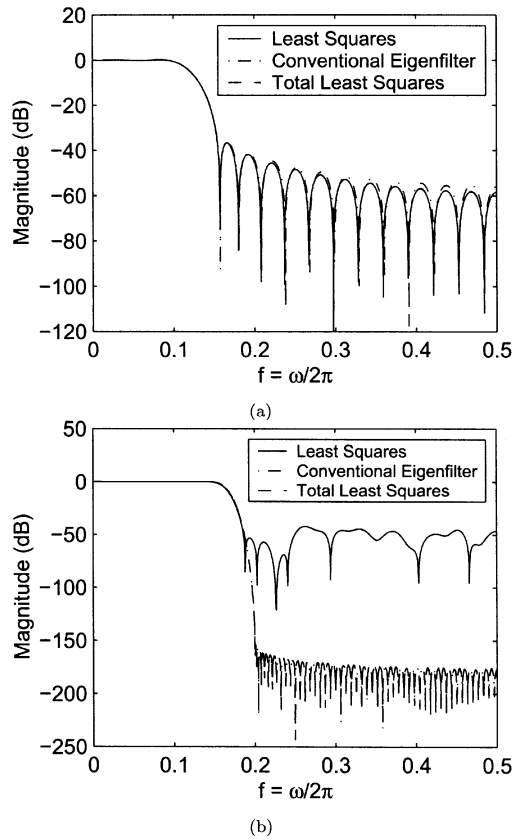 20
0
−20
−40
−60
−80
−100
−120
Magnitude (dB)
Least Squares
Conventional Eigenfilter
Total Least Squares
0 0.1 0.2 0.3 0.4 0.5
f = ω/2π
(a)
50
0
−50
−100
−150
−200
−250
Magnitude (dB)
Least Squares
Conventional Eigenfilter
Total Least Squares
0 0.1 0.2 0.3 0.4 0.5
f = ω/2π
(b)